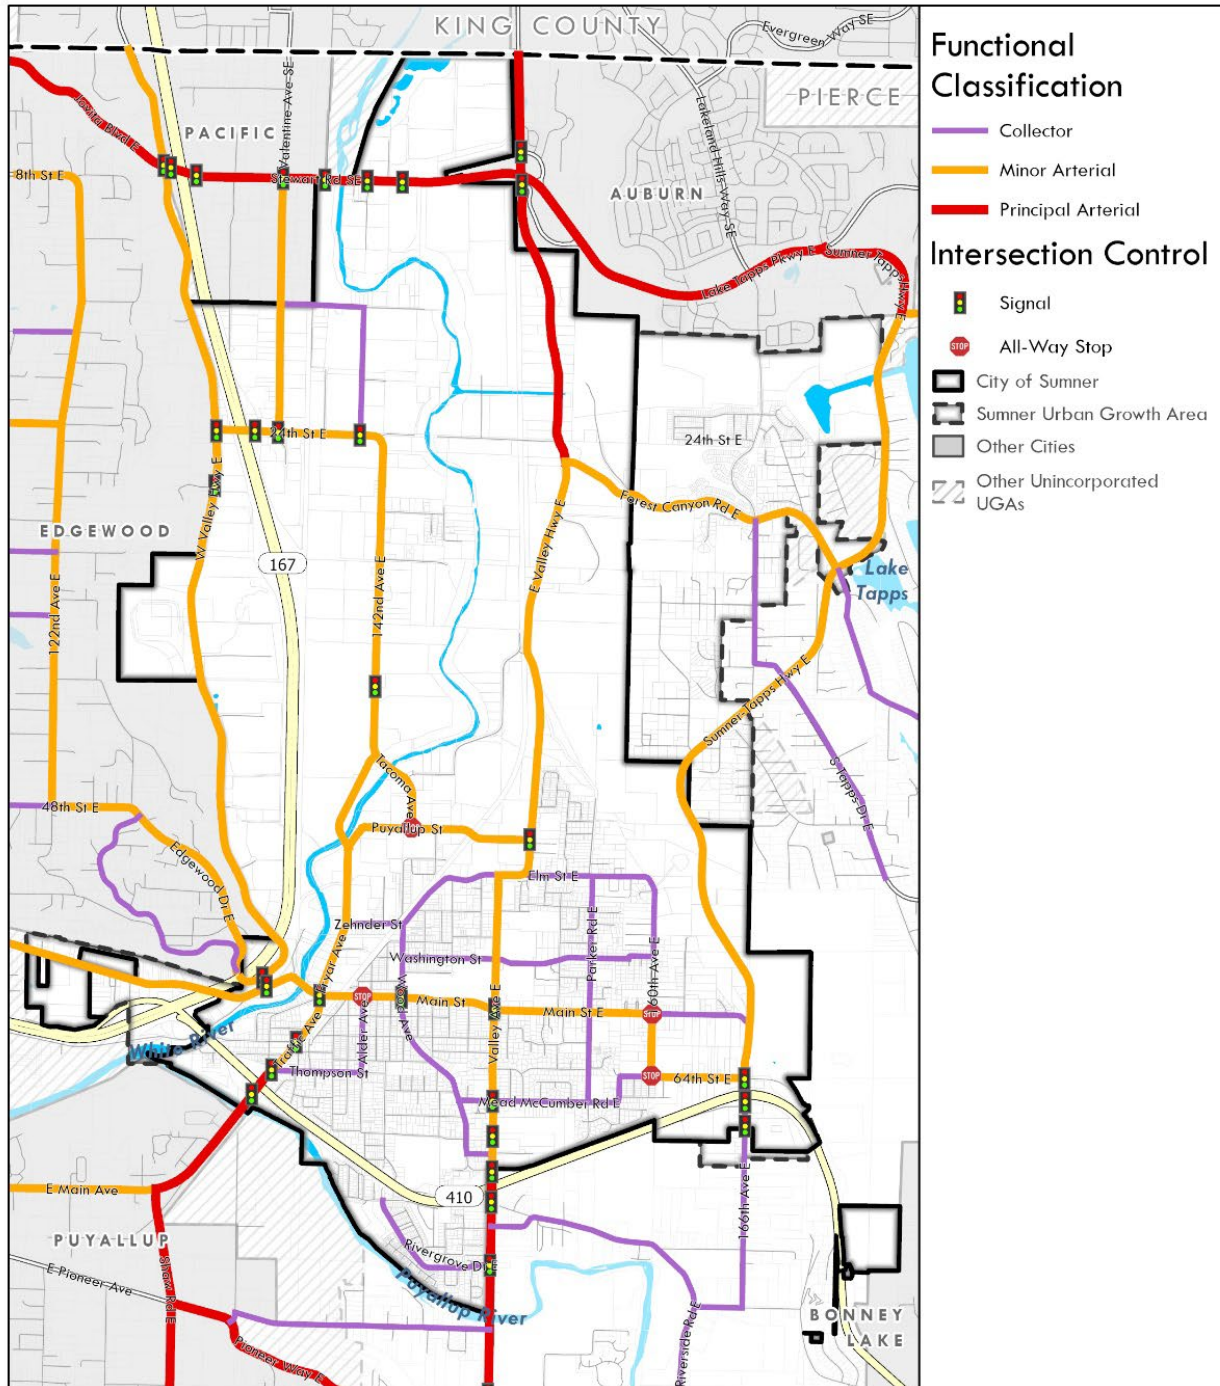 KING COUNTY
Evergreen Way SE
PIERCE
Jovita Blvd E
PACIFIC
Valentine Ave SE
Lakeland Hills Way SE
8th St E
Stewart Rd SE
AUBURN
Lake Tapps Pkwy E
Sumner Tapps Hwy E
24th St E
24th St E
W Valley Hwy E
E Valley Hwy E
Forest Canyon Rd E
EDGEWOOD
167
Lake
Tapps
122nd Ave E
142nd Ave E
Sumner-Tapps Hwy E
S Tapps Dr E
Tacoma Ave
48th St E
Puyallup St
Edgewood Dr E
Elm St E
Zehnder St
Parker Rd E
Washington St
160th Ave E
Fryar Ave
STOP
Wood Ave
Main St
Main St E
STOP
Valley Ave E
White River
Traffic Ave
Alder Ave
Thompson St
STOP
64th St E
Mead McCumber Rd E
E Main Ave
410
166th Ave E
PUYALLUP
Rivergrove Dr
E Pioneer Ave
Shaw Rd E
Puyallup River
Riverside Rd E
BONNEY
LAKE
Pioneer Way E
Functional
Classification
Collector
Minor Arterial
Principal Arterial
Intersection Control
Signal
STOP
All-Way Stop
City of Sumner
Sumner Urban Growth Area
Other Cities
Other Unincorporated
UGAs